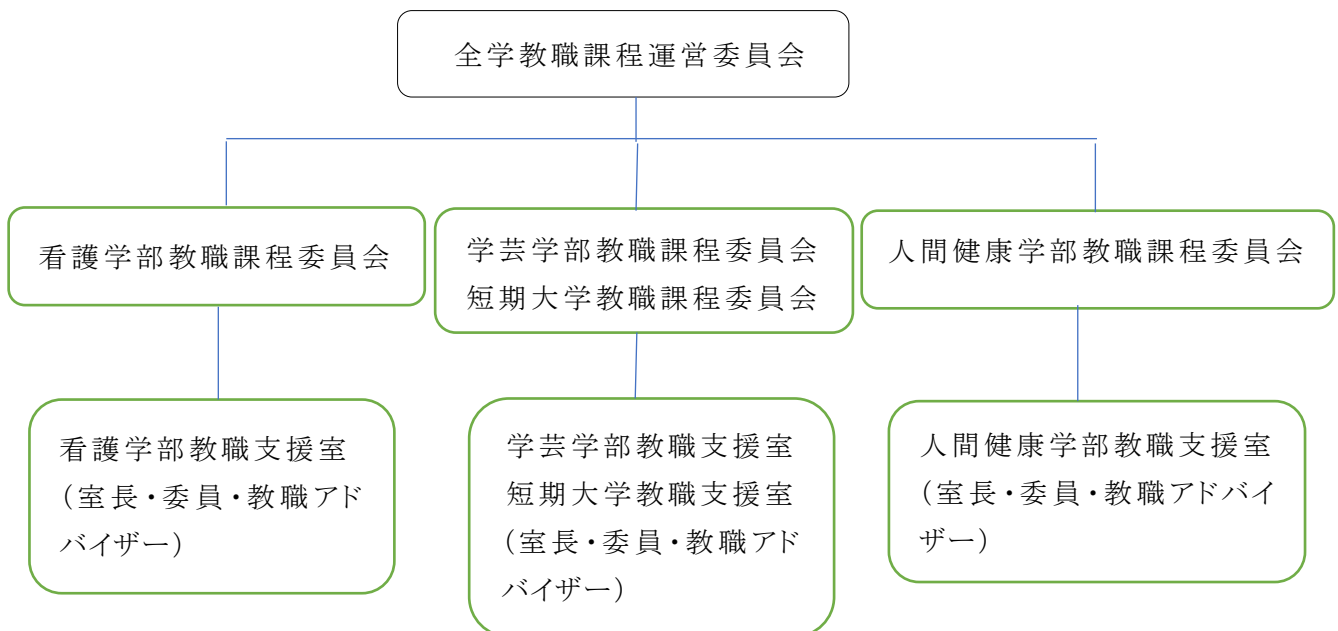 全学教職課程運営委員会
看護学部教職課程委員会
学芸学部教職課程委員会
短期大学教職課程委員会
人間健康学部教職課程委員会
看護学部教職支援室
（室長・委員・教職アド
バイザー）
学芸学部教職支援室
短期大学教職支援室
（室長・委員・教職アド
バイザー）
人間健康学部教職支援室
（室長・委員・教職アドバイ
ザー）